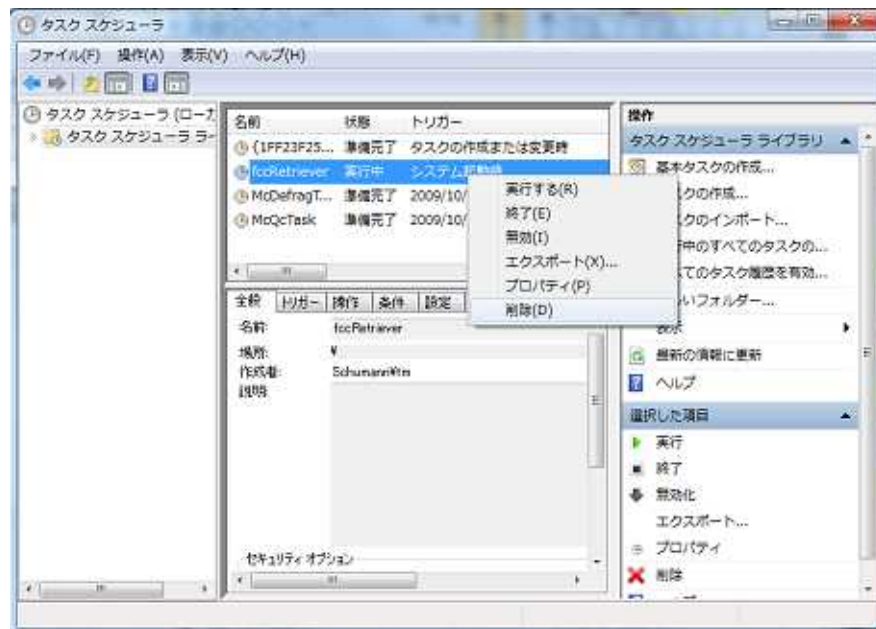 タスク スケジューラ
ファイル(F) 操作(A) 表示(V) ヘルプ(H)
タスク スケジューラ (ローカ
タスク スケジューラ ラー
名前 状態 トリガー
{1FF23F25... 準備完了 タスクの作成または変更時
fccRetriever 実行中 システム起動時
McDefragT... 準備完了 2009/10/
McQcTask 準備完了 2009/10/
実行する(R)
終了(E)
無効(I)
エクスポート(X)...
プロパティ(P)
削除(D)
全般 トリガー 操作 条件 設定
名前: fccRetriever
場所: ¥
作成者: Schumann¥tm
説明:
セキュリティ オプション
操作
タスク スケジューラ ライブラリ
基本タスクの作成...
スクの作成...
スクのインポート...
中のすべてのタスクの...
てのタスク履歴を有効...
いフォルダー...
表示
最新の情報に更新
ヘルプ
選択した項目
実行
終了
無効化
エクスポート...
プロパティ
削除